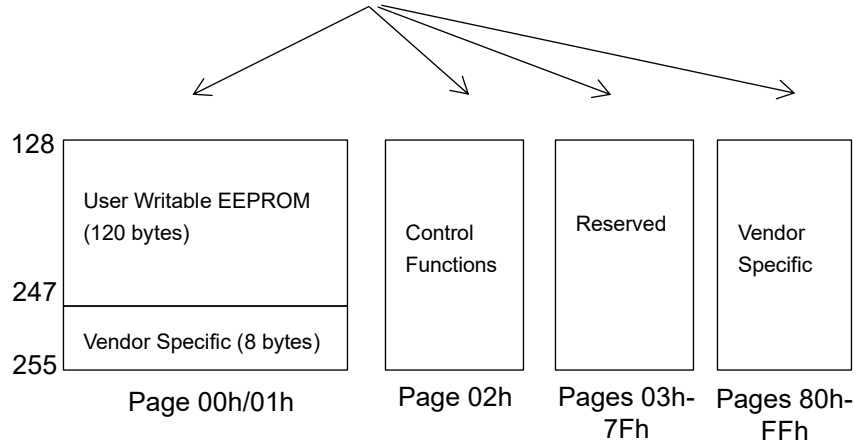 128
User Writable EEPROM
(120 bytes)
247
Vendor Specific (8 bytes)
255
Page 00h/01h
Control
Functions
Page 02h
Reserved
Pages 03h-
7Fh
Vendor
Specific
Pages 80h-
FFh